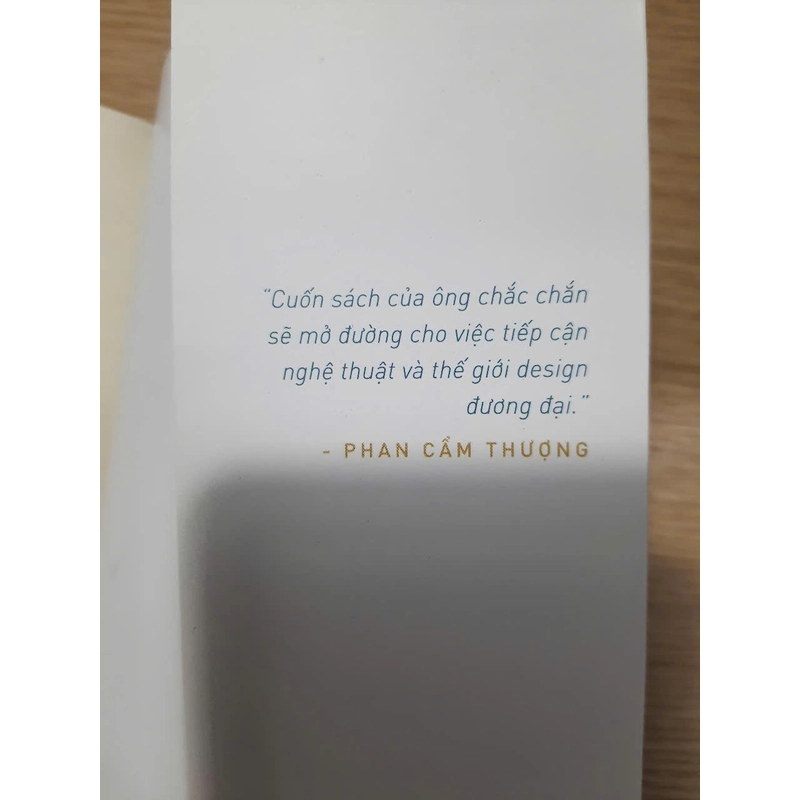 “Cuốn sách của ông chắc chắn
sẽ mở đường cho việc tiếp cận
nghệ thuật và thế giới design
đương đại.”
- PHAN CẨM THƯỢNG